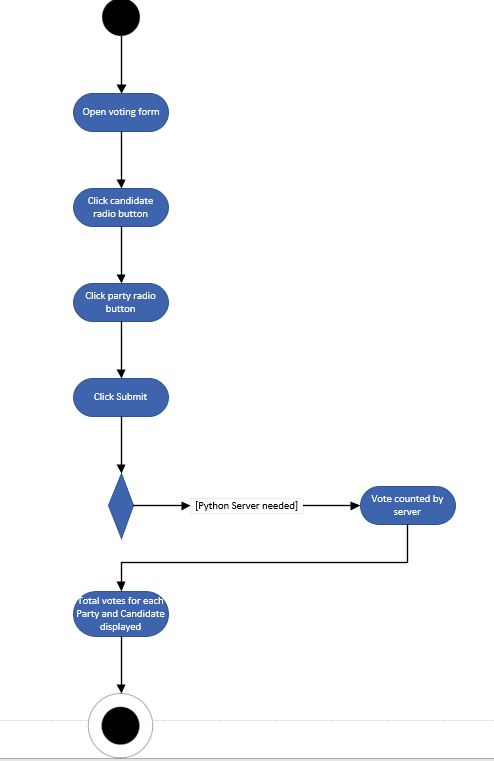 Open voting form
Click candidate
radio button
Click party radio
button
Click Submit
[Python Server needed]
Vote counted by
server
Total votes for each
Party and Candidate
displayed